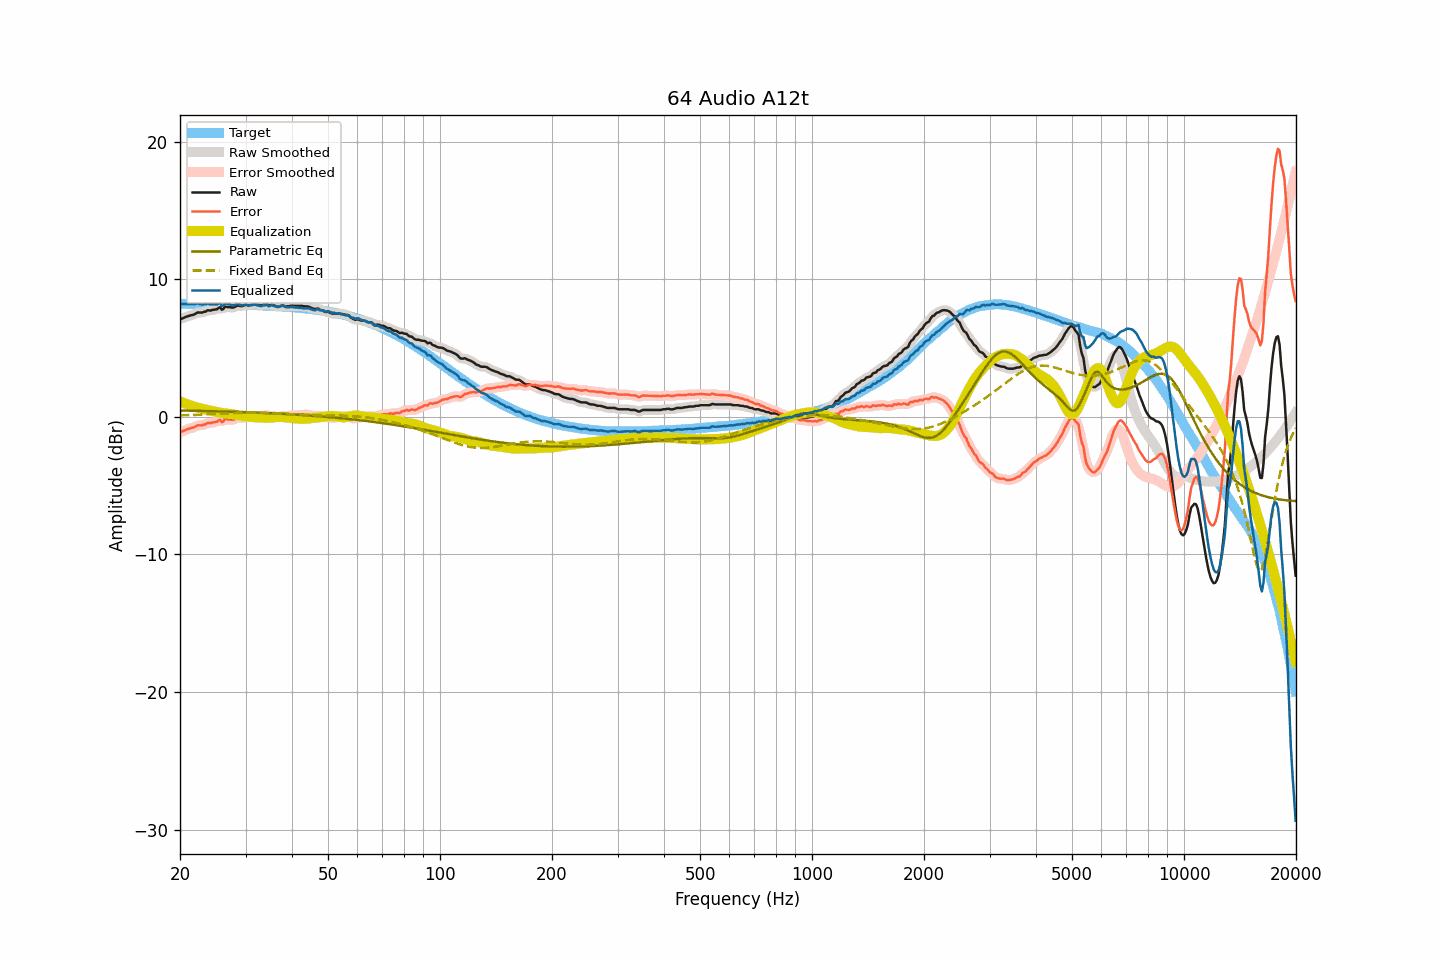 64 Audio A12t
Target
Raw Smoothed
Error Smoothed
Raw
Error
Equalization
Parametric Eq
Fixed Band Eq
Equalized
20
10
0
−10
−20
−30
Amplitude (dBr)
20 50 100 200 500 1000 2000 5000 10000 20000
Frequency (Hz)